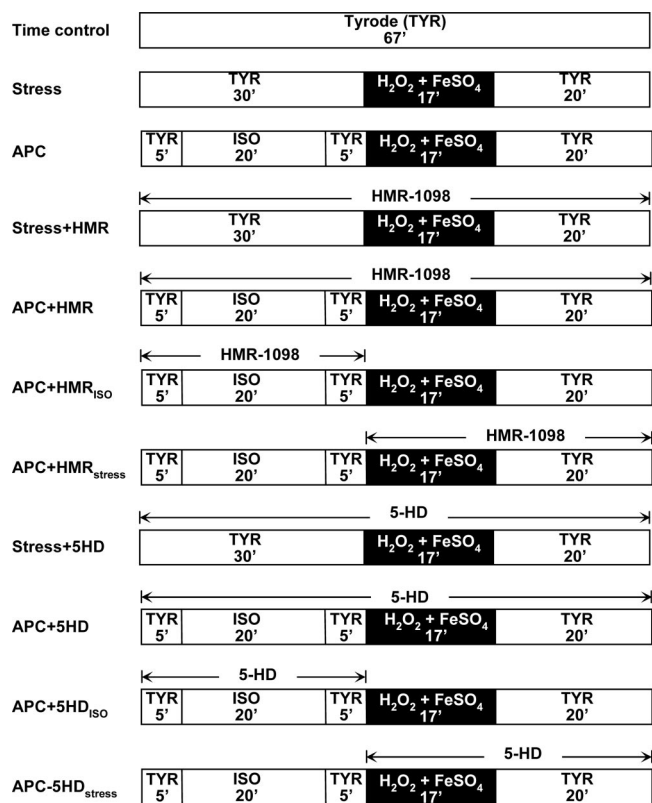 Time control
Tyrode (TYR)
67’
Stress
TYR
30’
H₂O₂ + FeSO₄
17’
TYR
20’
APC
TYR
5’
ISO
20’
TYR
5’
H₂O₂ + FeSO₄
17’
TYR
20’
HMR-1098
Stress+HMR
TYR
30’
H₂O₂ + FeSO₄
17’
TYR
20’
HMR-1098
APC+HMR
TYR
5’
ISO
20’
TYR
5’
H₂O₂ + FeSO₄
17’
TYR
20’
HMR-1098
APC+HMR_ISO
TYR
5’
ISO
20’
TYR
5’
H₂O₂ + FeSO₄
17’
TYR
20’
HMR-1098
APC+HMR_stress
TYR
5’
ISO
20’
TYR
5’
H₂O₂ + FeSO₄
17’
TYR
20’
5-HD
Stress+5HD
TYR
30’
H₂O₂ + FeSO₄
17’
TYR
20’
5-HD
APC+5HD
TYR
5’
ISO
20’
TYR
5’
H₂O₂ + FeSO₄
17’
TYR
20’
5-HD
APC+5HD_ISO
TYR
5’
ISO
20’
TYR
5’
H₂O₂ + FeSO₄
17’
TYR
20’
5-HD
APC-5HD_stress
TYR
5’
ISO
20’
TYR
5’
H₂O₂ + FeSO₄
17’
TYR
20’